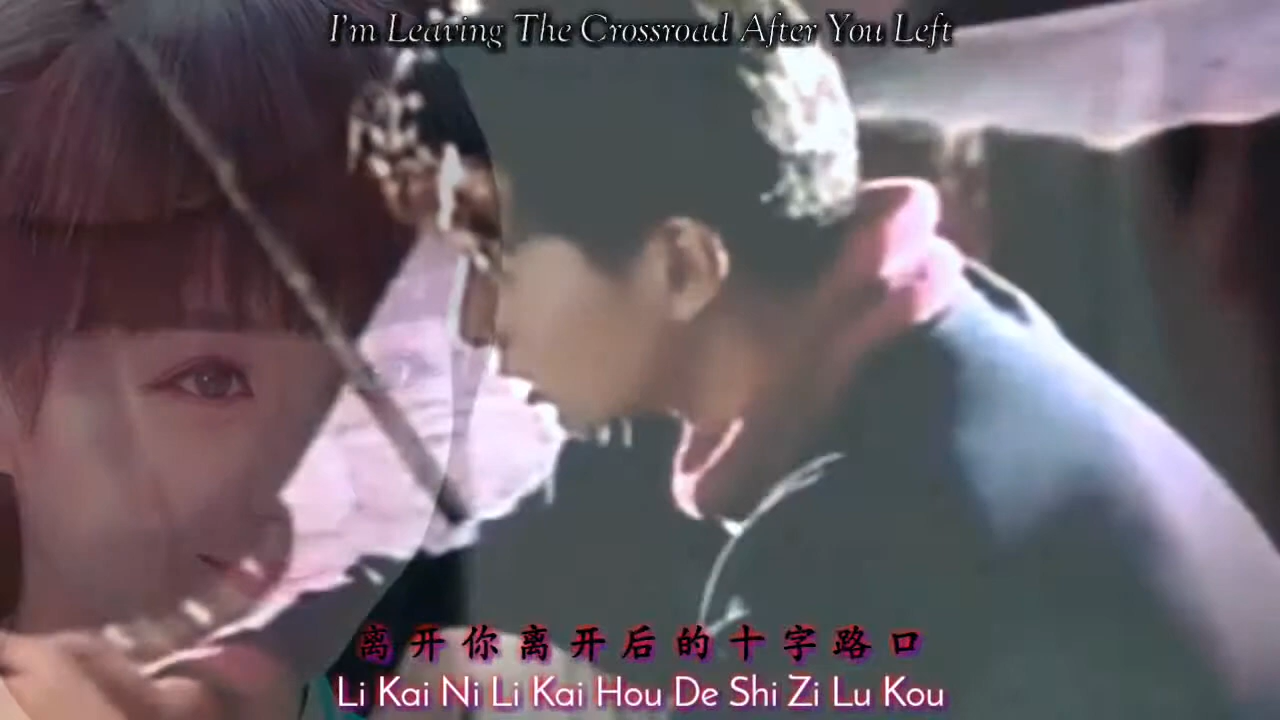 I'm Leaving The Crossroad After You Left
离开你离开后的十字路口
Li Kai Ni Li Kai Hou De Shi Zi Lu Kou